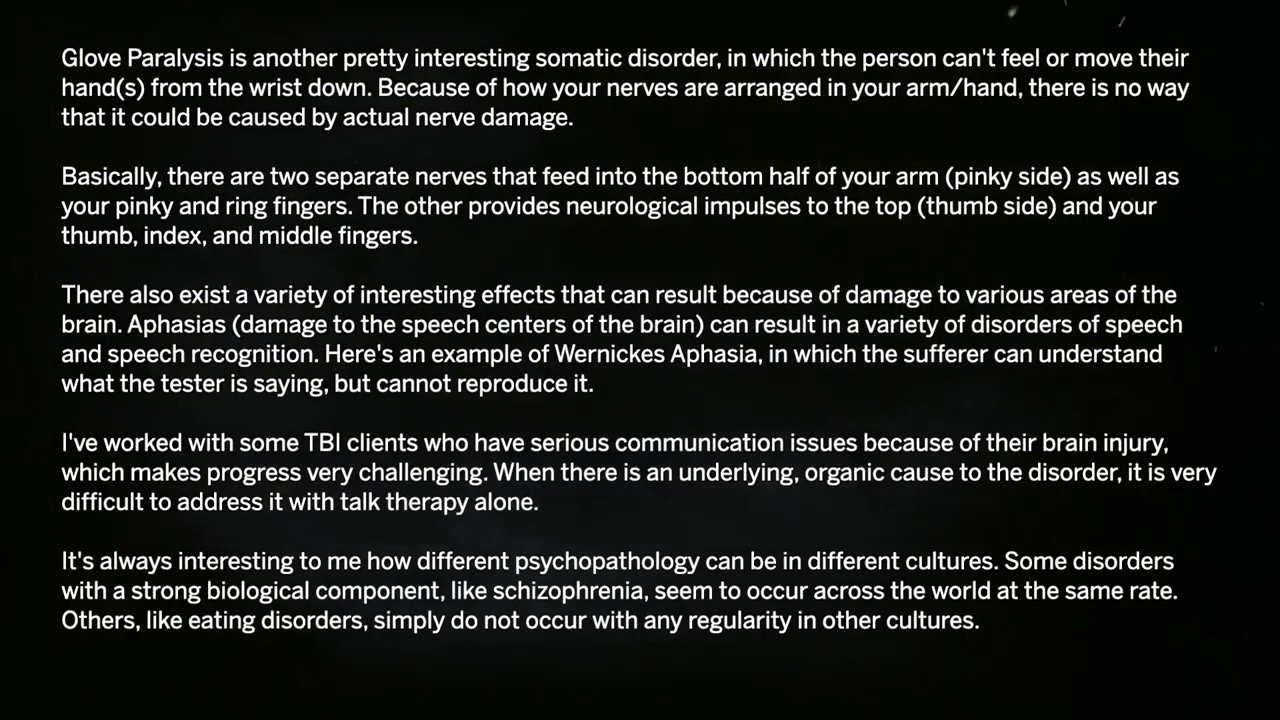 Glove Paralysis is another pretty interesting somatic disorder, in which the person can't feel or move their
hand(s) from the wrist down. Because of how your nerves are arranged in your arm/hand, there is no way
that it could be caused by actual nerve damage.
Basically, there are two separate nerves that feed into the bottom half of your arm (pinky side) as well as
your pinky and ring fingers. The other provides neurological impulses to the top (thumb side) and your
thumb, index, and middle fingers.
There also exist a variety of interesting effects that can result because of damage to various areas of the
brain. Aphasias (damage to the speech centers of the brain) can result in a variety of disorders of speech
and speech recognition. Here's an example of Wernickes Aphasia, in which the sufferer can understand
what the tester is saying, but cannot reproduce it.
I've worked with some TBI clients who have serious communication issues because of their brain injury,
which makes progress very challenging. When there is an underlying, organic cause to the disorder, it is very
difficult to address it with talk therapy alone.
It's always interesting to me how different psychopathology can be in different cultures. Some disorders
with a strong biological component, like schizophrenia, seem to occur across the world at the same rate.
Others, like eating disorders, simply do not occur with any regularity in other cultures.